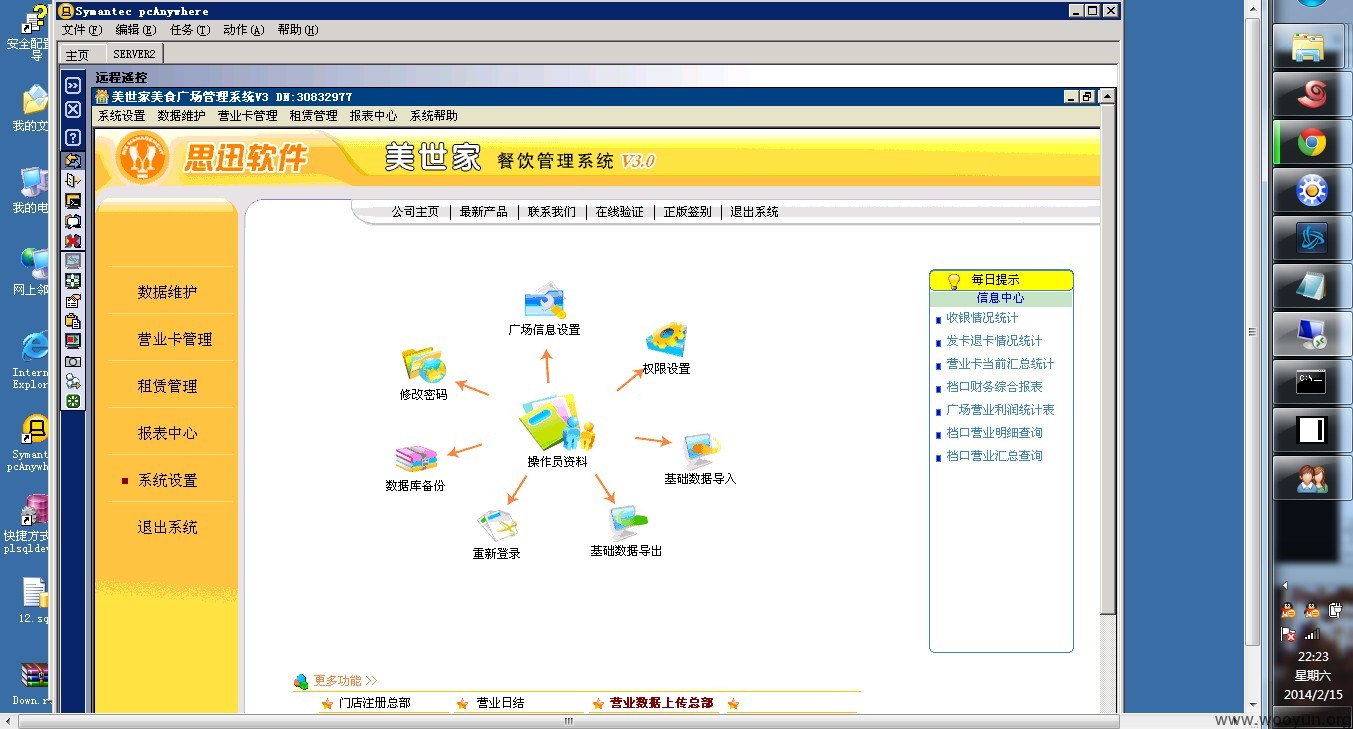 Symantec pcAnywhere
文件(F) 编辑(E) 任务(T) 动作(A) 帮助(H)
主页 SERVER2
远程遥控
美世家美食广场管理系统V3 DN:30832977
系统设置 数据维护 营业卡管理 租赁管理 报表中心 系统帮助
思迅软件 美世家 餐饮管理系统 V3.0
公司主页 最新产品 联系我们 在线验证 正版签别 退出系统
数据维护
营业卡管理
租赁管理
报表中心
系统设置
退出系统
广场信息设置
权限设置
修改密码
操作员资料
基础数据导入
数据库备份
重新登录
基础数据导出
每日提示
信息中心
收银情况统计
发卡退卡情况统计
营业卡当前汇总统计
档口财务综合报表
广场营业利润统计表
档口营业明细查询
档口营业汇总查询
更多功能 >>
门店注册总部 营业日结 营业数据上传总部
安全配置
导
我的文
我的电
网上邻
Intern
Explor
Symant
pcAnywh
快捷方式
plsqldev
12.sq
Down.r
22:23
星期六
2014/2/15
www.wooyun.org